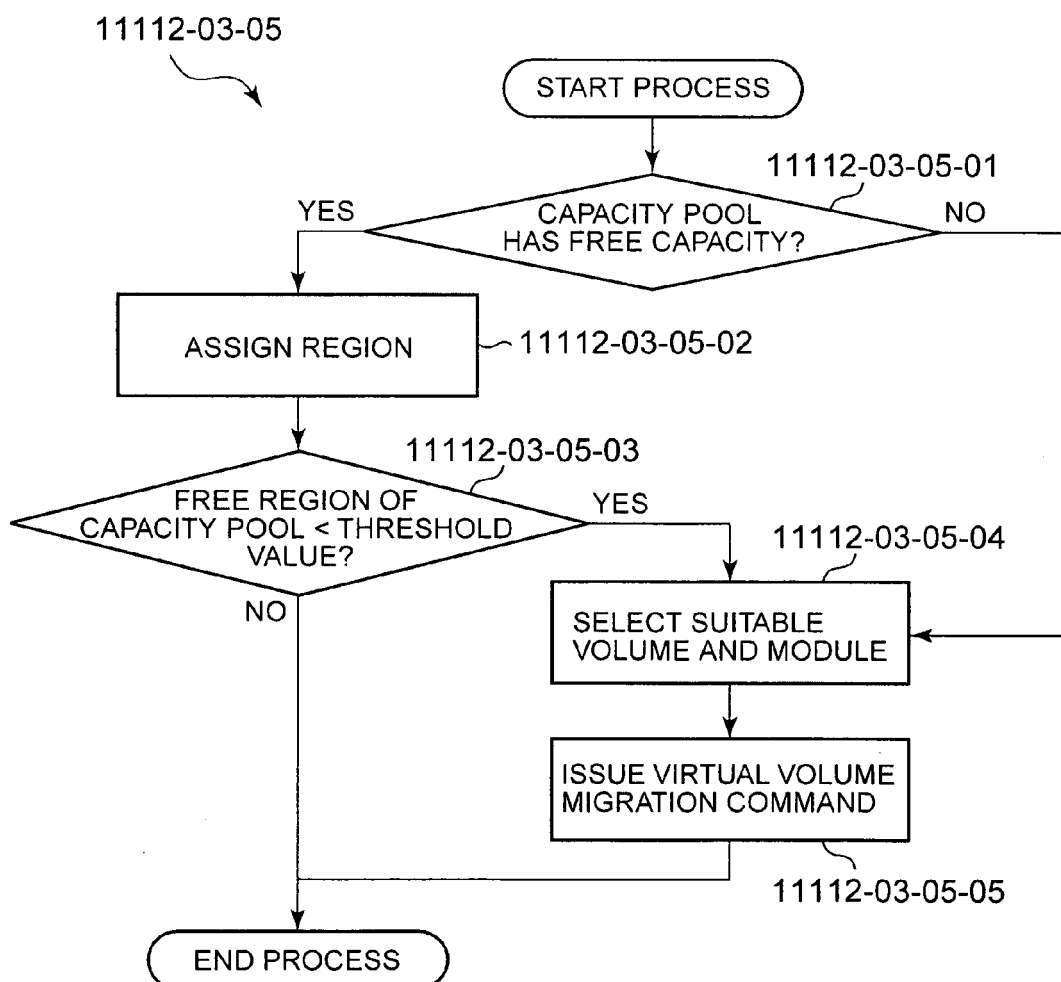 11112-03-05
START PROCESS
11112-03-05-01
CAPACITY POOL
HAS FREE CAPACITY?
YES
NO
ASSIGN REGION
11112-03-05-02
11112-03-05-03
FREE REGION OF
CAPACITY POOL < THRESHOLD
VALUE?
YES
NO
11112-03-05-04
SELECT SUITABLE
VOLUME AND MODULE
ISSUE VIRTUAL VOLUME
MIGRATION COMMAND
11112-03-05-05
END PROCESS